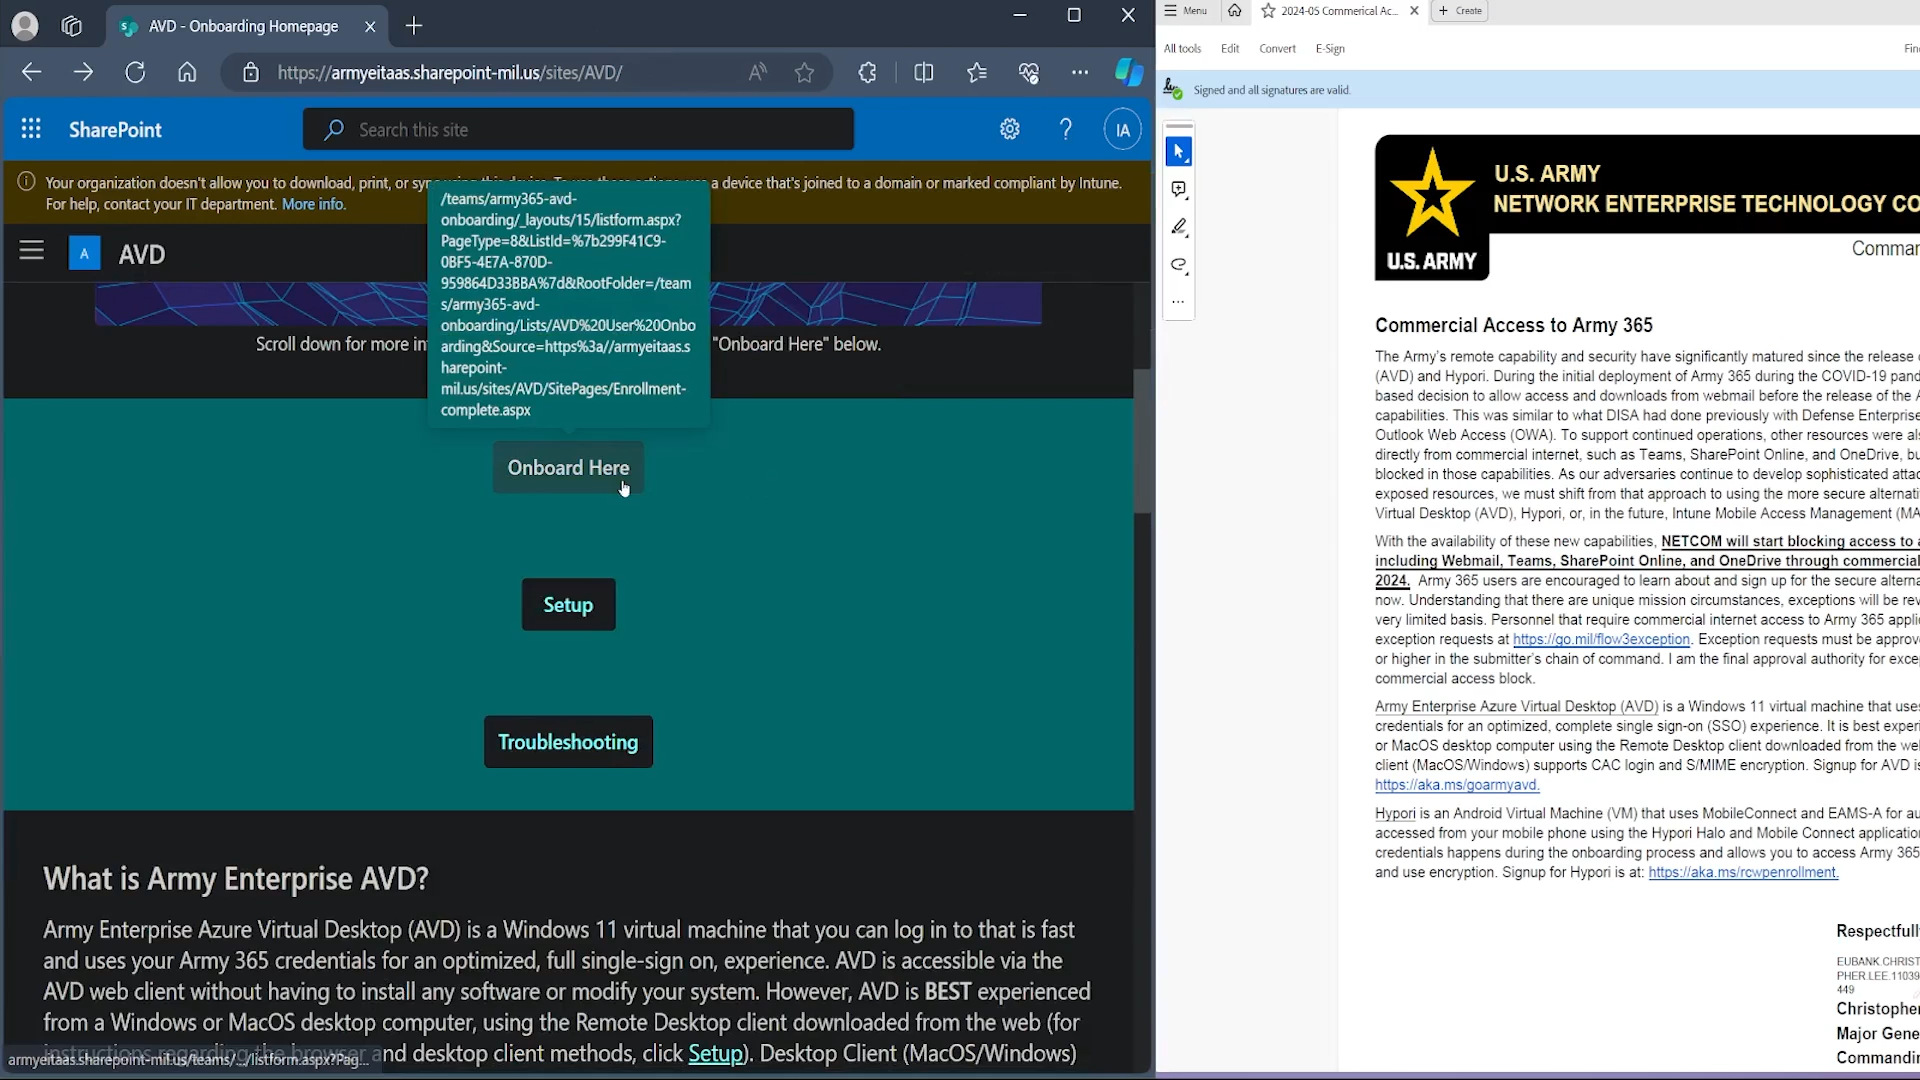 AVD - Onboarding Homepage
https://armyeitaas.sharepoint-mil.us/sites/AVD/
SharePoint
Search this site
IA
Your organization doesn't allow you to download, print, or syn
a device that's joined to a domain or marked compliant by Intune.
For help, contact your IT department. More info.
/teams/army365-avd-
onboarding/_layouts/15/listform.aspx?
PageType=8&ListId=%7b299F41C9-
0BF5-4E7A-870D-
959864D33BBA%7d&RootFolder=/team
s/army365-avd-
onboarding/Lists/AVD%20User%20Onbo
arding&Source=https%3a//armyeitaas.s
harepoint-
mil.us/sites/AVD/SitePages/Enrollment-
complete.aspx
A AVD
Scroll down for more in
"Onboard Here" below.
Onboard Here
Setup
Troubleshooting
What is Army Enterprise AVD?
Army Enterprise Azure Virtual Desktop (AVD) is a Windows 11 virtual machine that you can log in to that is fast
and uses your Army 365 credentials for an optimized, full single-sign on, experience. AVD is accessible via the
AVD web client without having to install any software or modify your system. However, AVD is BEST experienced
from a Windows or MacOS desktop computer, using the Remote Desktop client downloaded from the web (for
and desktop client methods, click Setup). Desktop Client (MacOS/Windows)
armyeitaas.sharepoint-mil.us/teams/.../listform.aspx?Pag...
Menu
2024-05 Commerical Ac...
Create
All tools
Edit
Convert
E-Sign
Fin
Signed and all signatures are valid.
U.S. ARMY
U.S. ARMY
NETWORK ENTERPRISE TECHNOLOGY CO
Comman
Commercial Access to Army 365
The Army's remote capability and security have significantly matured since the release o
(AVD) and Hypori. During the initial deployment of Army 365 during the COVID-19 pand
based decision to allow access and downloads from webmail before the release of the A
capabilities. This was similar to what DISA had done previously with Defense Enterprise
Outlook Web Access (OWA). To support continued operations, other resources were als
directly from commercial internet, such as Teams, SharePoint Online, and OneDrive, bu
blocked in those capabilities. As our adversaries continue to develop sophisticated attac
exposed resources, we must shift from that approach to using the more secure alternati
Virtual Desktop (AVD), Hypori, or, in the future, Intune Mobile Access Management (MA
With the availability of these new capabilities, NETCOM will start blocking access to a
including Webmail, Teams, SharePoint Online, and OneDrive through commercial
2024. Army 365 users are encouraged to learn about and sign up for the secure alterna
now. Understanding that there are unique mission circumstances, exceptions will be rev
very limited basis. Personnel that require commercial internet access to Army 365 applic
exception requests at https://go.mil/flow3exception. Exception requests must be approve
or higher in the submitter's chain of command. I am the final approval authority for exce
commercial access block.
Army Enterprise Azure Virtual Desktop (AVD) is a Windows 11 virtual machine that uses
credentials for an optimized, complete single sign-on (SSO) experience. It is best experi
or MacOS desktop computer using the Remote Desktop client downloaded from the we
client (MacOS/Windows) supports CAC login and S/MIME encryption. Signup for AVD is
https://aka.ms/goarmyavd.
Hypori is an Android Virtual Machine (VM) that uses MobileConnect and EAMS-A for au
accessed from your mobile phone using the Hypori Halo and Mobile Connect application
credentials happens during the onboarding process and allows you to access Army 365
and use encryption. Signup for Hypori is at: https://aka.ms/rcwpenrollment.
Respectfull
EUBANK.CHRIST
PHER.LEE.11039
449
Christopher
Major Gene
Commandin